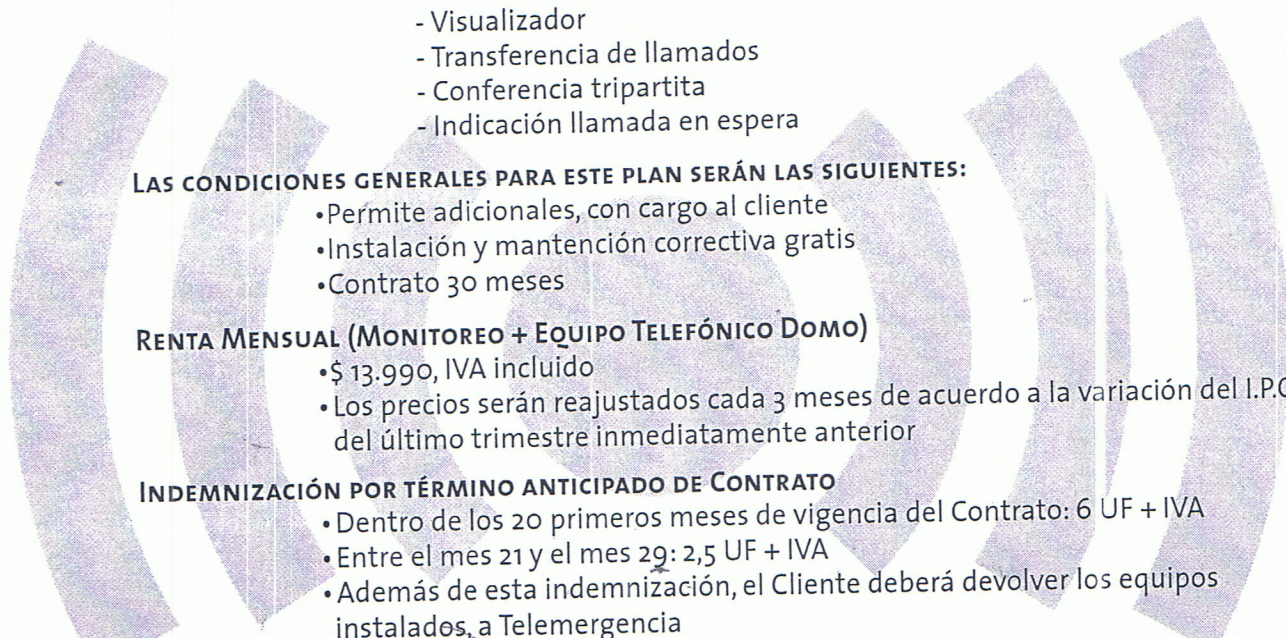 - Visualizador
- Transferencia de llamados
- Conferencia tripartita
- Indicación llamada en espera
LAS CONDICIONES GENERALES PARA ESTE PLAN SERÁN LAS SIGUIENTES:
•Permite adicionales, con cargo al cliente
•Instalación y mantención correctiva gratis
•Contrato 30 meses
RENTA MENSUAL (MONITOREO + EQUIPO TELEFÓNICO DOMO)
•$ 13.990, IVA incluido
•Los precios serán reajustados cada 3 meses de acuerdo a la variación del I.P.C
del último trimestre inmediatamente anterior
INDEMNIZACIÓN POR TÉRMINO ANTICIPADO DE CONTRATO
•Dentro de los 20 primeros meses de vigencia del Contrato: 6 UF + IVA
•Entre el mes 21 y el mes 29: 2,5 UF + IVA
•Además de esta indemnización, el Cliente deberá devolver los equipos
instalados, a Telemergencia